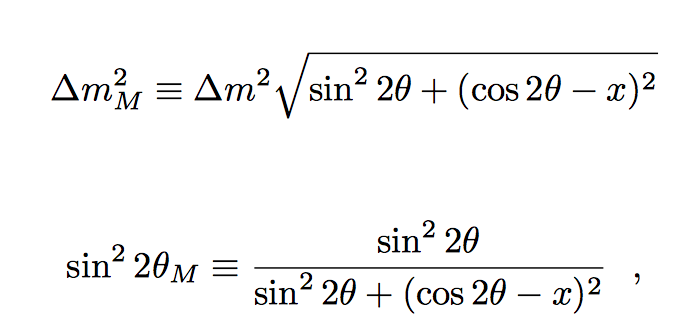 Δm²_M ≡ Δm²√(sin² 2θ + (cos 2θ − x)²)
sin² 2θ_M ≡ (sin² 2θ)/(sin² 2θ + (cos 2θ − x)²) ,